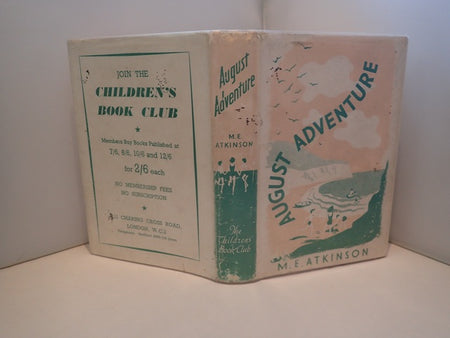 JOIN THE
CHILDREN'S
BOOK CLUB
Members Buy Books Published at
7/6, 8/6, 10/6 and 12/6
for 2/6 each
NO MEMBERSHIP FEES
NO SUBSCRIPTION
CHARING CROSS ROAD,
LONDON, W.C.2
August
Adventure
M. E.
ATKINSON
The
Children's
Book Club
AUGUST ADVENTURE
M. E. ATKINSON